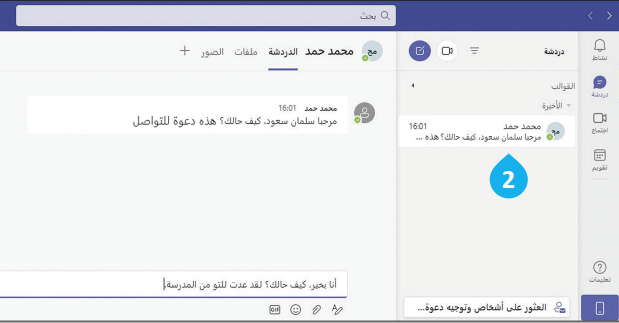 بحث
نشاط
دردشة
اجتماع
تقويم
تعليمات
دردشة
القوالب
الأخيرة
مح
محمد حمد 16:01
مرحبا سلمان سعود، كيف حالك؟ هذه ...
2
العثور على أشخاص وتوجيه دعوة...
مح محمد حمد الدردشة ملفات الصور +
محمد حمد 16:01
مرحبا سلمان سعود، كيف حالك؟ هذه دعوة للتواصل
أنا بخير، كيف حالك؟ لقد عدت للتو من المدرسة.
GIF